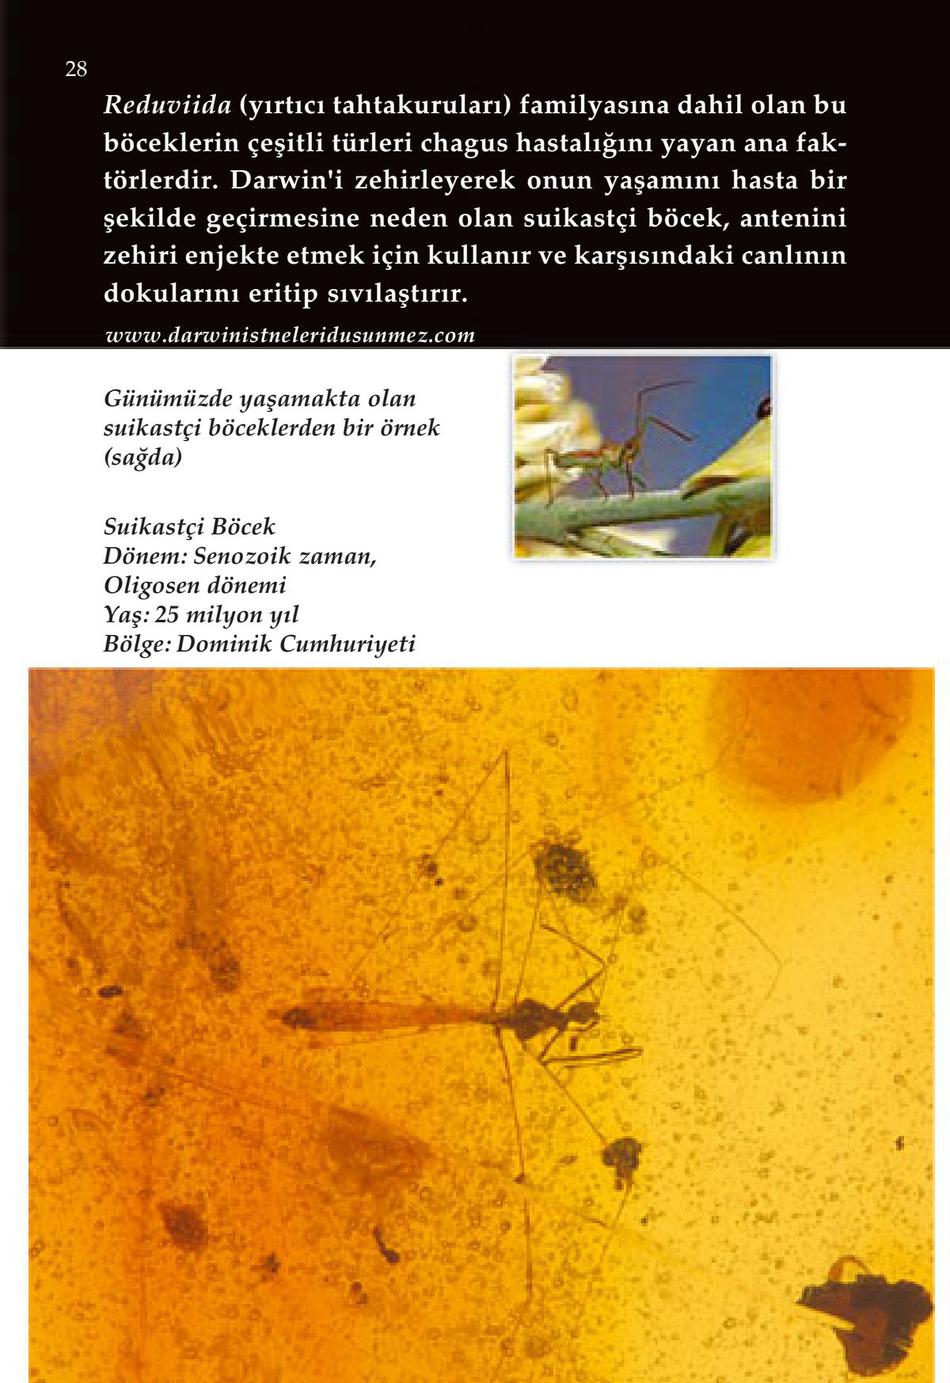 28
Reduviida (yırtıcı tahtakuruları) familyasına dahil olan bu
böceklerin çeşitli türleri chagus hastalığını yayan ana fak-
törlerdir. Darwin'i zehirleyerek onun yaşamını hasta bir
şekilde geçirmesine neden olan suikastçi böcek, antenini
zehiri enjekte etmek için kullanır ve karşısındaki canlının
dokularını eritip sıvılaştırır.
www.darwinistneleridusunmez.com
Günümüzde yaşamakta olan
suikastçi böceklerden bir örnek
(sağda)
Suikastçi Böcek
Dönem: Senozoik zaman,
Oligosen dönemi
Yaş: 25 milyon yıl
Bölge: Dominik Cumhuriyeti